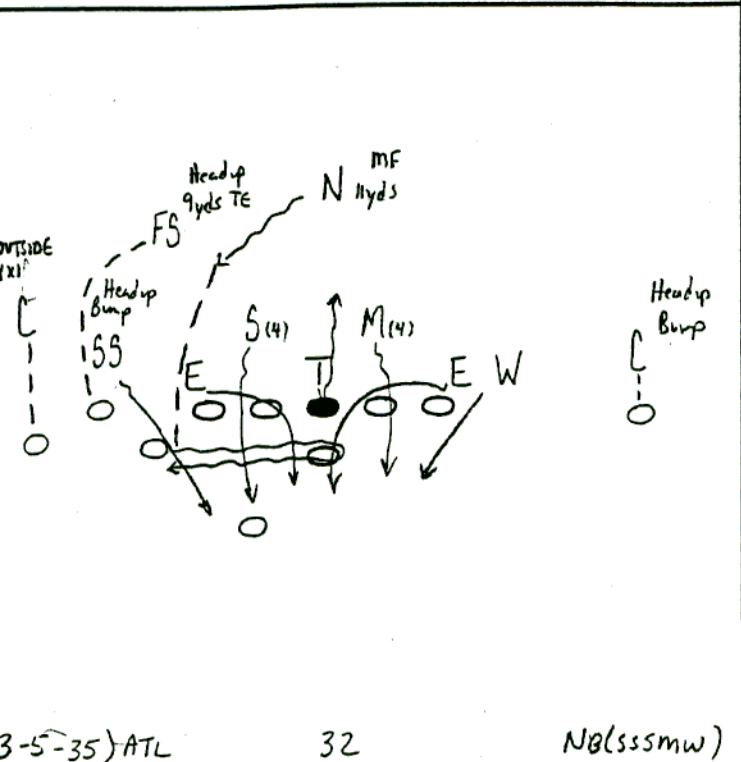 MF
Headup
9yds TE
N 11yds
FS
OUTSIDE
(x)
C
Headup
Bump
SS
S(4)
M(4)
E
T
E
W
Headup
Bump
C
3-5-35) ATL
32
NB(sssmw)